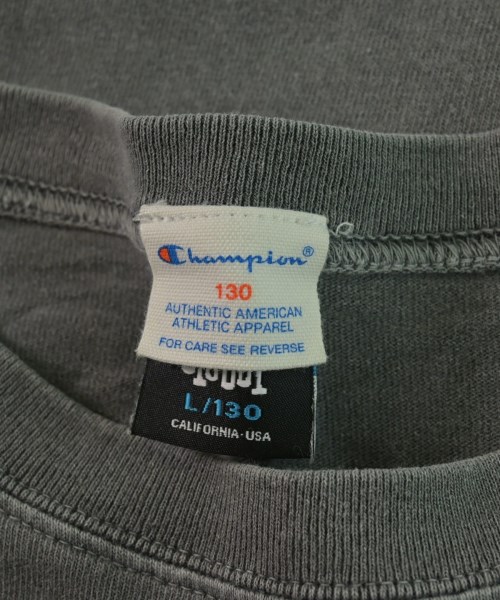 Champion®
130
AUTHENTIC AMERICAN
ATHLETIC APPAREL
FOR CARE SEE REVERSE
L/130
CALIFORNIA·USA